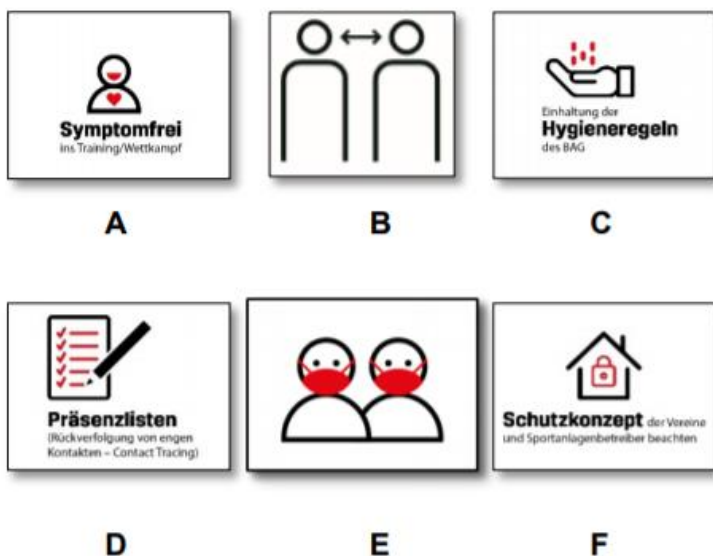 Symptomfrei
ins Training/Wettkampf
Einhaltung der
Hygieneregeln
des BAG
A
B
C
Präsenzlisten
(Rückverfolgung von engen
Kontakten – Contact Tracing)
Schutzkonzept der Vereine
und Sportanlagenbetreiber beachten
D
E
F